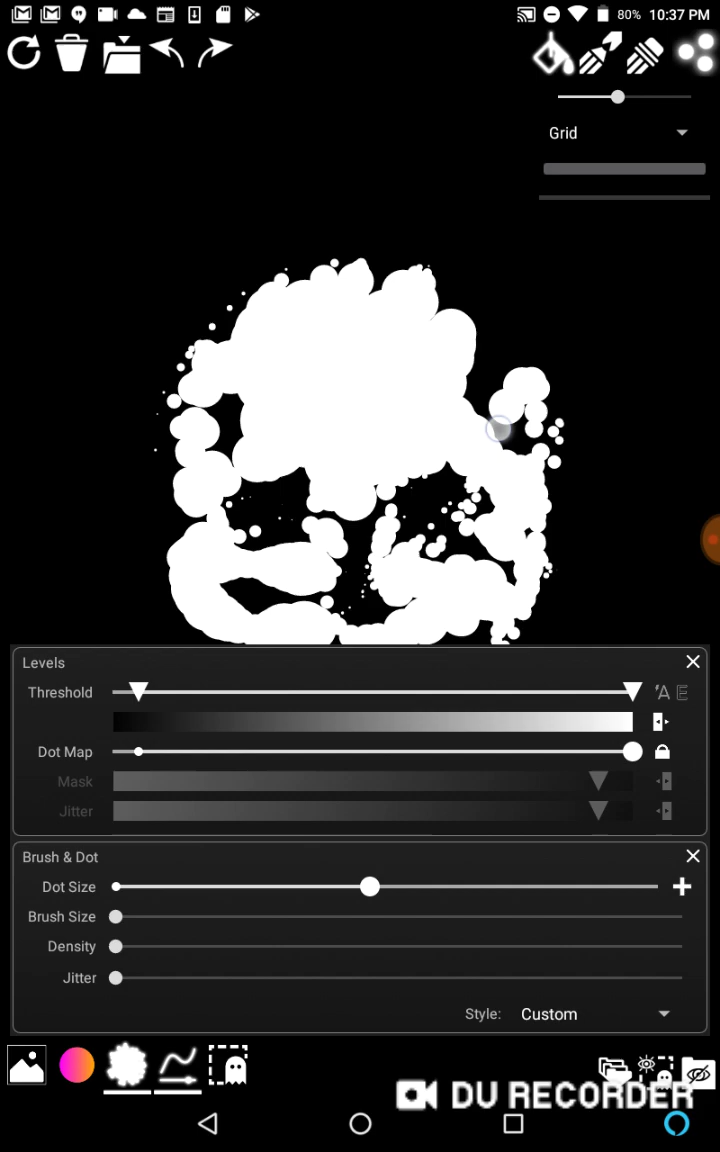 80% 10:37 PM
Grid
Levels
Threshold
A E
Dot Map
Mask
Jitter
Brush & Dot
Dot Size
Brush Size
Density
Jitter
Style: Custom
DU RECORDER